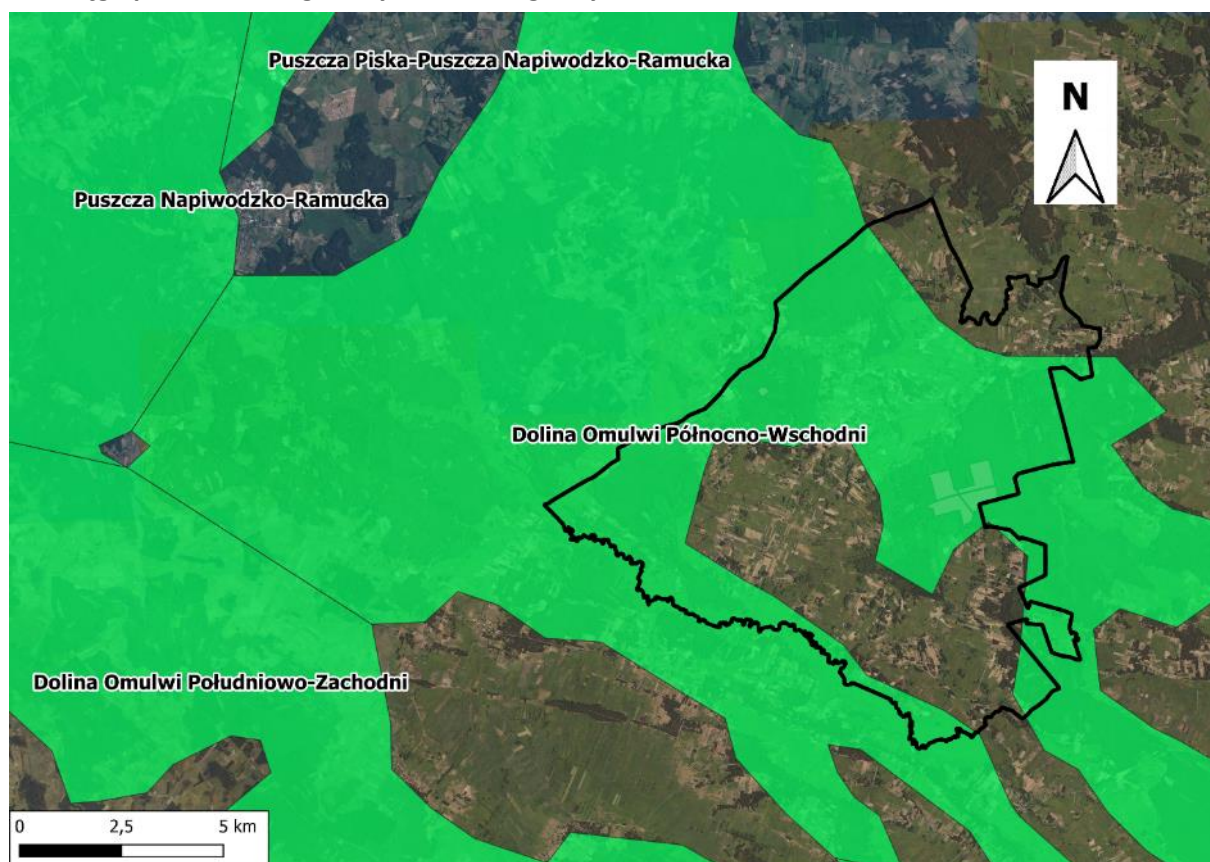 Puszcza Piska-Puszcza Napiwodzko-Ramucka
N
Puszcza Napiwodzko-Ramucka
Dolina Omulwi Północno-Wschodni
Dolina Omulwi Południowo-Zachodni
0 2,5 5 km